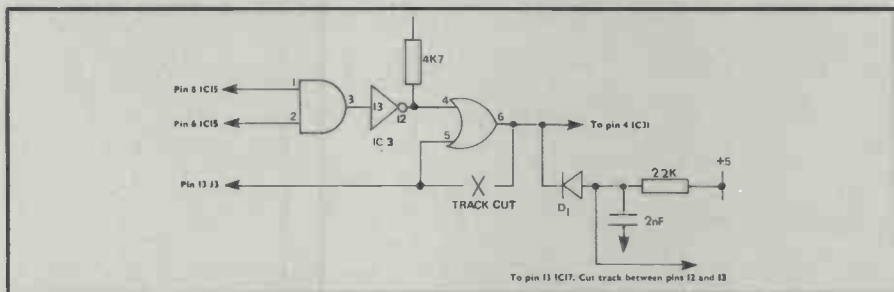 4K7
Pin 8 IC15
1
3
13
12
4
2
6
Pin 6 IC15
IC 3
5
To pin 4 IC31
Pin 13 J3
TRACK CUT
+5
22K
D1
2nF
To pin 13 IC17. Cut track between pins 12 and 13